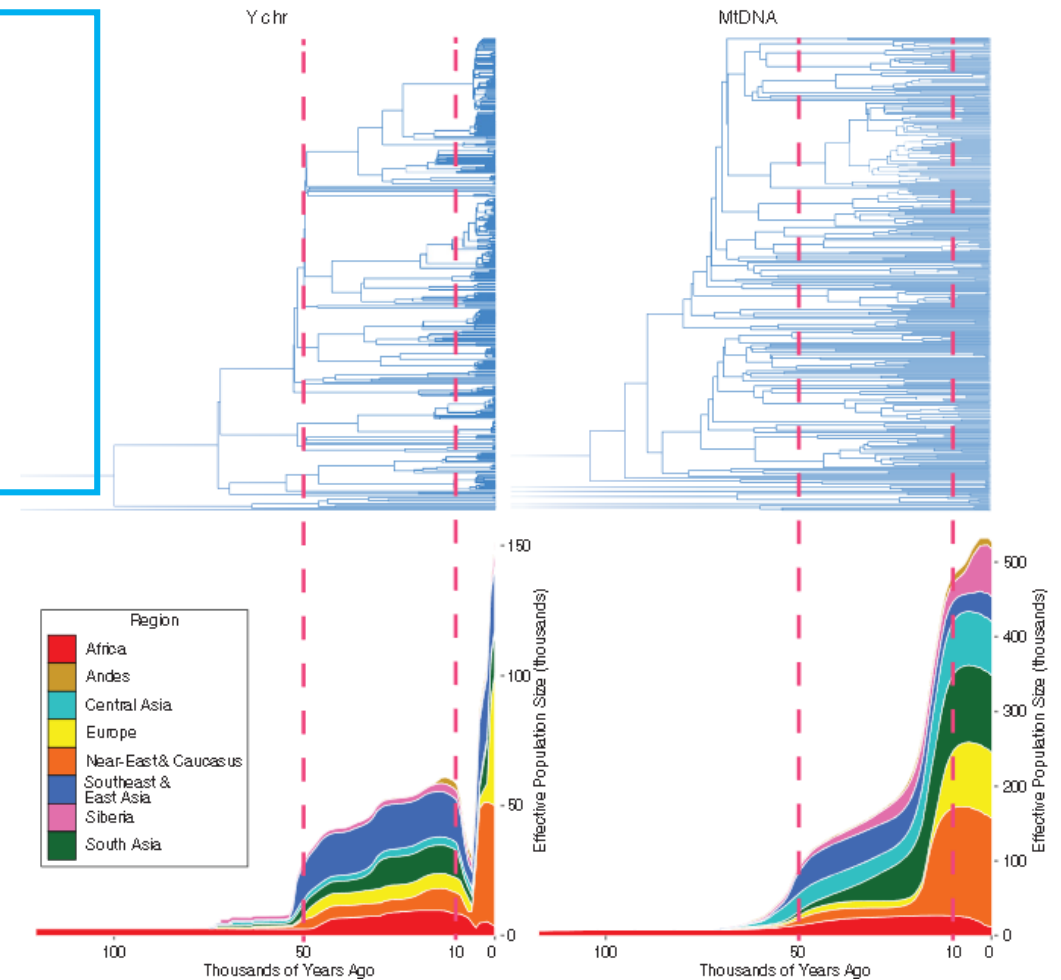 Y chr
MtDNA
150
100
50
0
Effective Population Size (thousands)
500
400
300
200
100
0
Effective Population Size (thousands)
Region
Africa
Andes
Central Asia
Europe
Near-East & Caucasus
Southeast &
East Asia
Siberia
South Asia
100
50
10
0
Thousands of Years Ago
100
50
10
0
Thousands of Years Ago